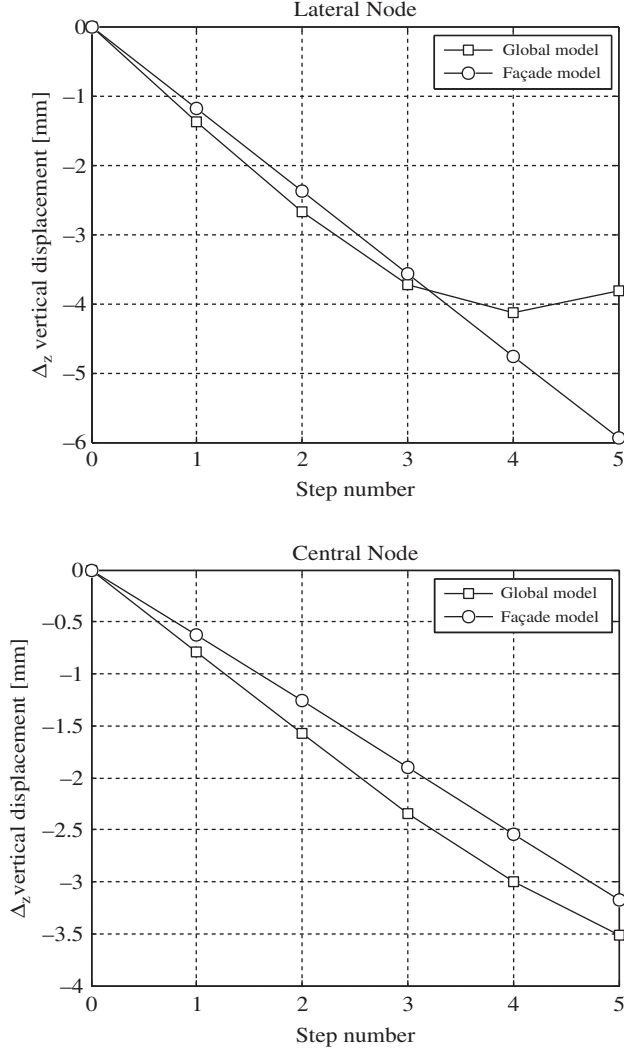 Lateral Node
Global model
Façade model
0
−1
−2
−3
−4
−5
−6
Δz vertical displacement [mm]
0 1 2 3 4 5
Step number
Central Node
Global model
Façade model
0
−0.5
−1
−1.5
−2
−2.5
−3
−3.5
−4
Δz vertical displacement [mm]
0 1 2 3 4 5
Step number